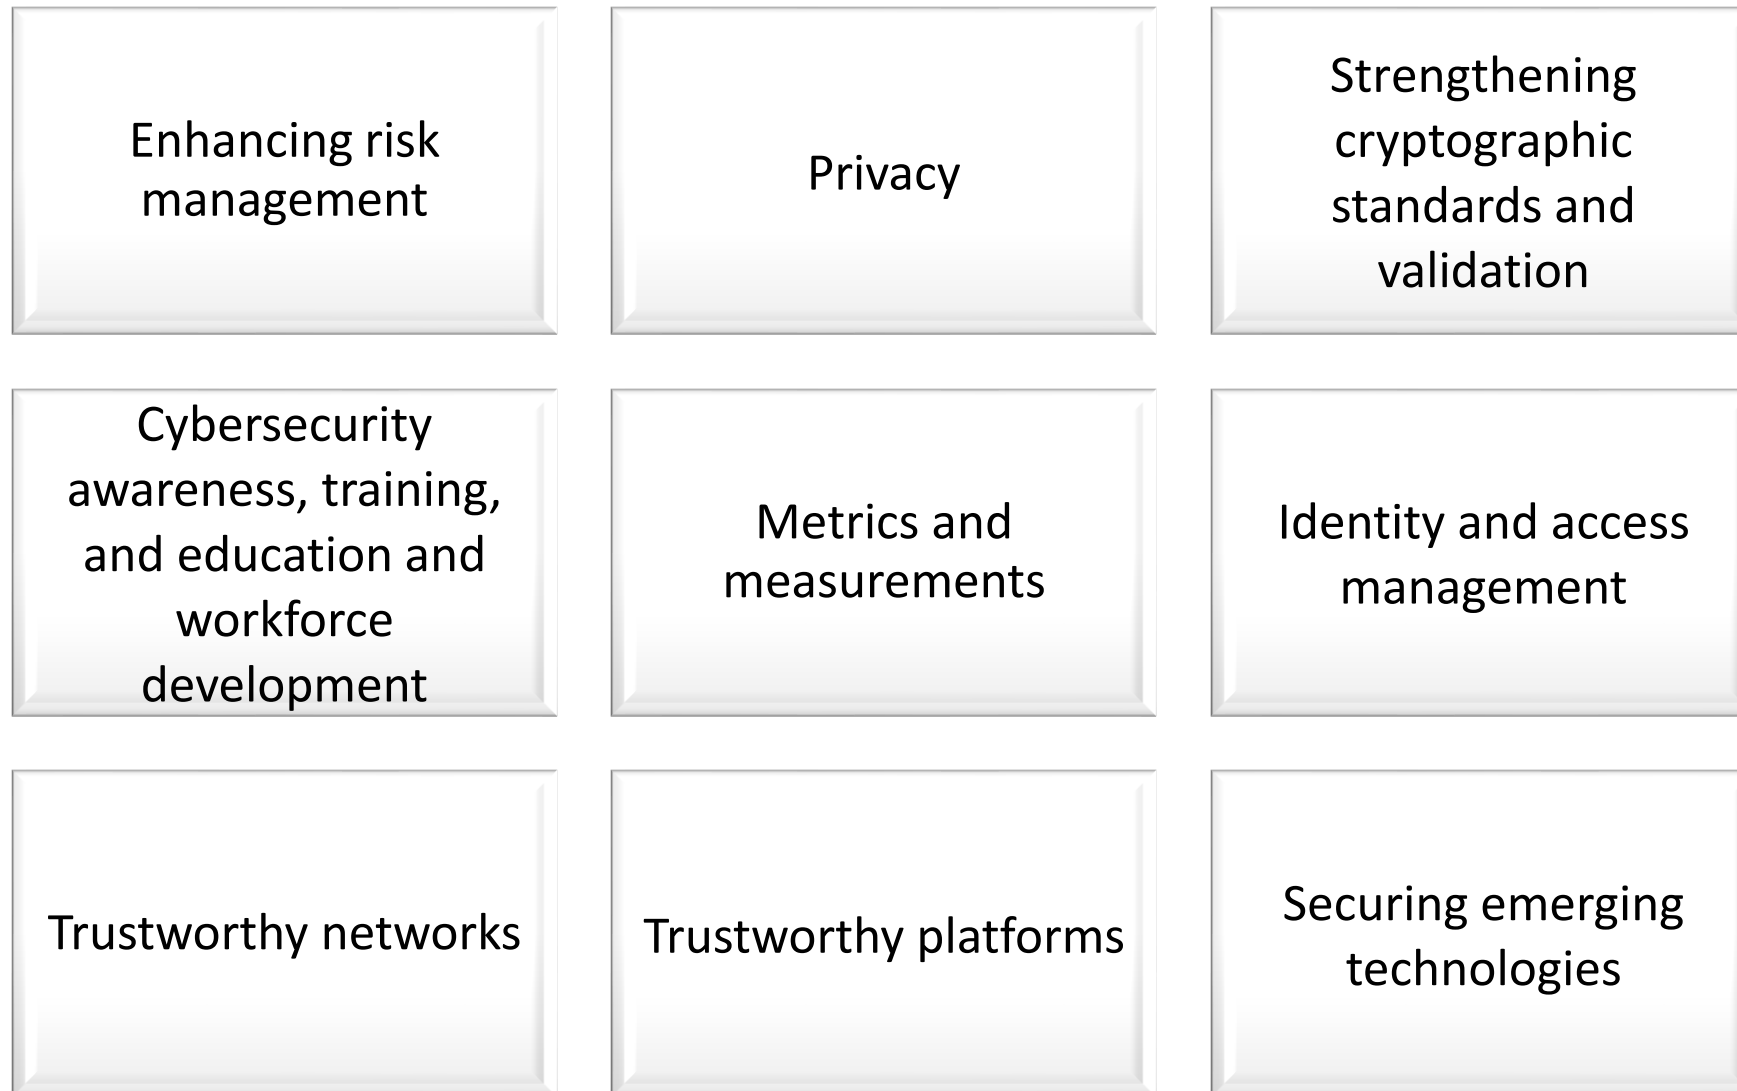 Enhancing risk
management
Privacy
Strengthening
cryptographic
standards and
validation
Cybersecurity
awareness, training,
and education and
workforce
development
Metrics and
measurements
Identity and access
management
Trustworthy networks
Trustworthy platforms
Securing emerging
technologies